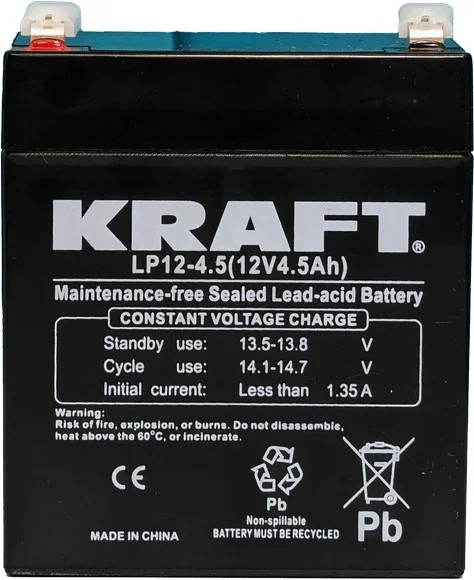 KRAFT®
LP12-4.5(12V4.5Ah)
Maintenance-free Sealed Lead-acid Battery
CONSTANT VOLTAGE CHARGE
Standby use: 13.5-13.8 V
Cycle use: 14.1-14.7 V
Initial current: Less than 1.35 A
Warning:
Risk of fire, explosion, or burns. Do not disassemble,
heat above the 60°C, or incinerate.
CE
Pb
Non-spillable
BATTERY MUST BE RECYCLED
Pb
MADE IN CHINA